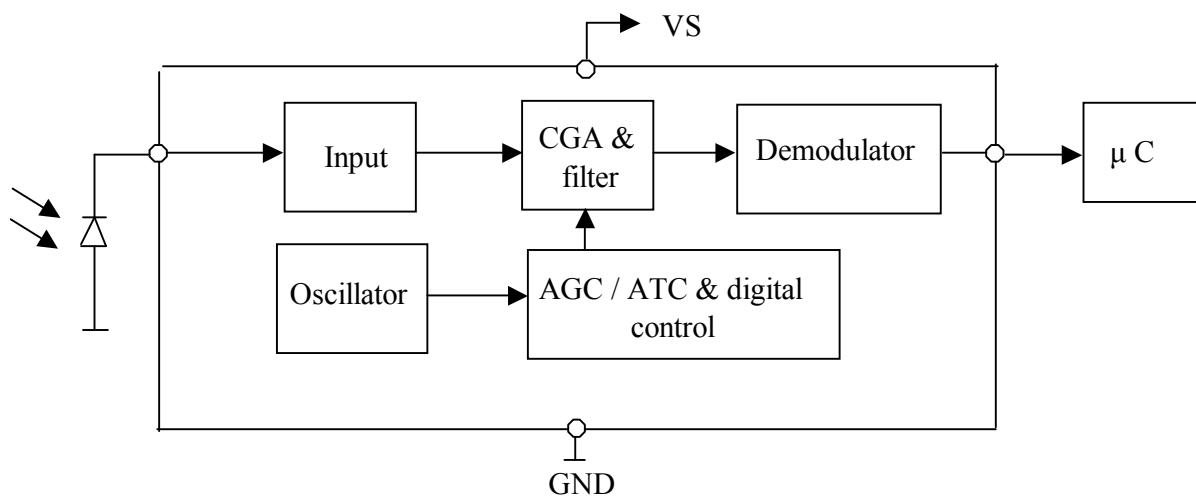 VS
Input
CGA &
filter
Demodulator
μ C
Oscillator
AGC / ATC & digital
control
GND